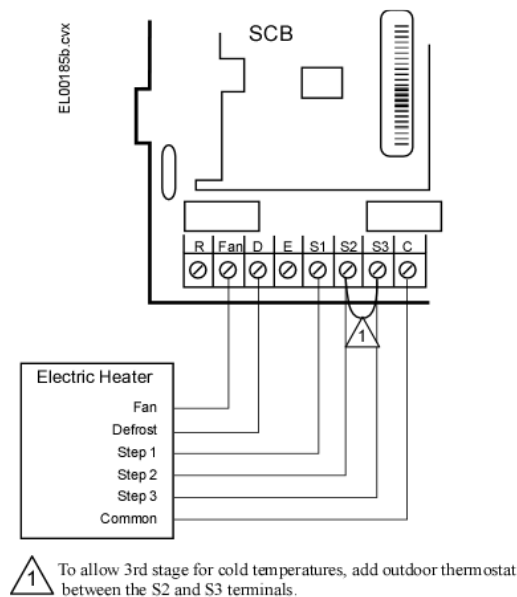 EL00185b.cvx
SCB
R Fan D E S1 S2 S3 C
1
Electric Heater
Fan
Defrost
Step 1
Step 2
Step 3
Common
1 To allow 3rd stage for cold temperatures, add outdoor thermostat
between the S2 and S3 terminals.